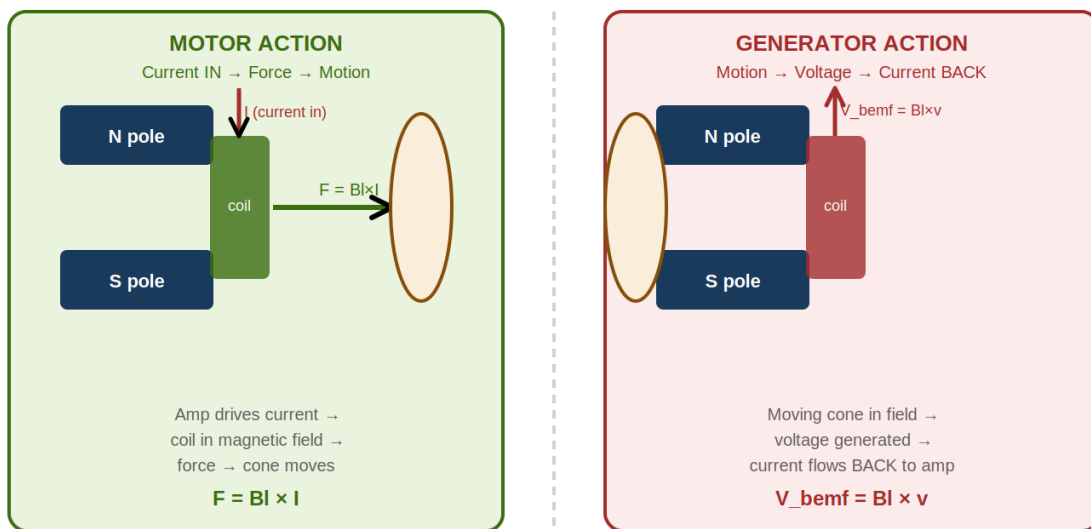 MOTOR ACTION
Current IN → Force → Motion
I (current in)
N pole
coil
F = Bl×I
S pole
Amp drives current →
coil in magnetic field →
force → cone moves
F = Bl × I
GENERATOR ACTION
Motion → Voltage → Current BACK
V_bemf = Bl×v
N pole
coil
S pole
Moving cone in field →
voltage generated →
current flows BACK to amp
V_bemf = Bl × v